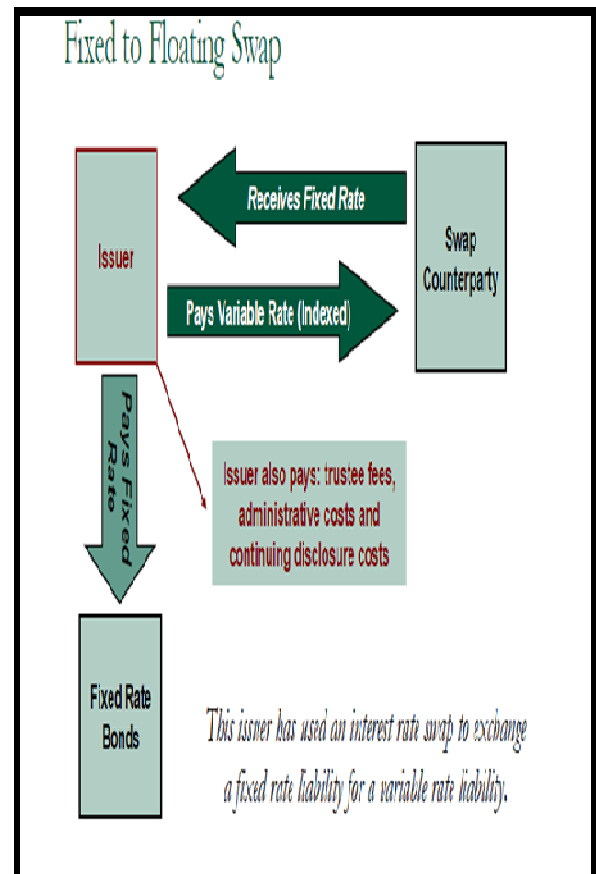 Fixed to Floating Swap
Receives Fixed Rate
Issuer
Swap
Counterparty
Pays Variable Rate (Indexed)
Pays Fixed
Rate
Issuer also pays: trustee fees,
administrative costs and
continuing disclosure costs
Fixed Rate
Bonds
This issuer has used an interest rate swap to exchange
a fixed rate liability for a variable rate liability.